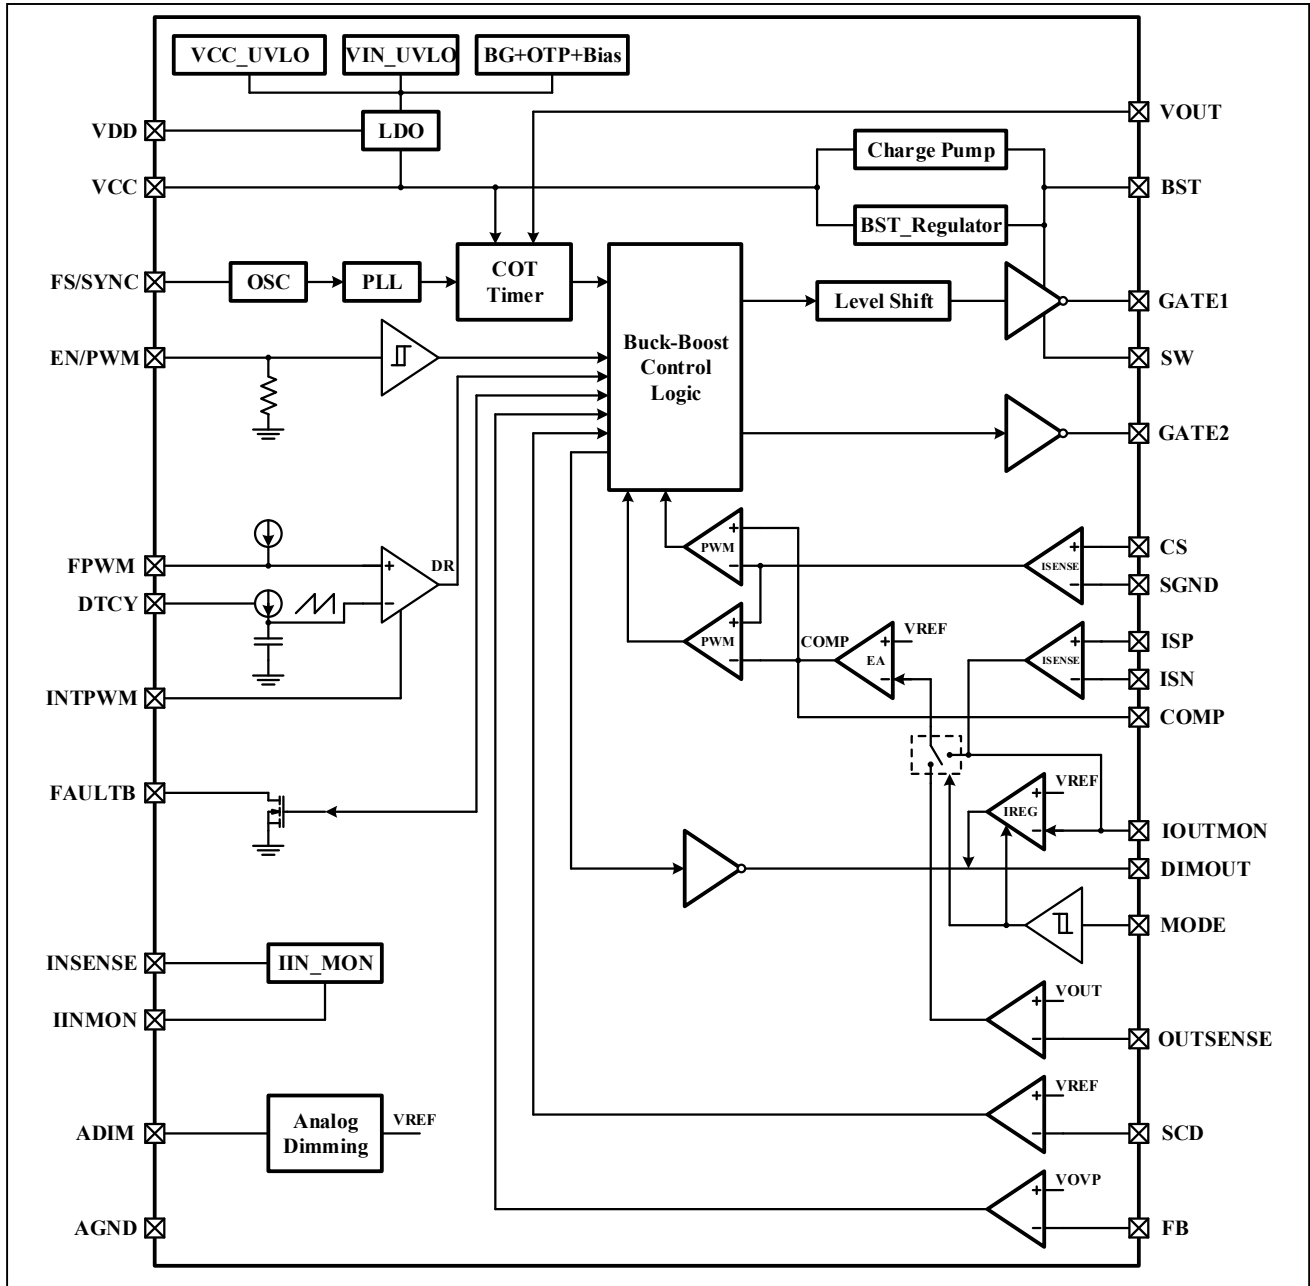 VCC_UVLO
VIN_UVLO
BG+OTP+Bias
VDD
LDO
VOUT
Charge Pump
VCC
BST
BST_Regulator
FS/SYNC
OSC
PLL
COT
Timer
Level Shift
GATE1
EN/PWM
Buck-Boost
Control
Logic
SW
GATE2
FPWM
+
DR
DTCY
−
INTPWM
PWM
+
−
PWM
+
−
ISENSE
+
−
CS
SGND
COMP
EA
+
−
VREF
ISENSE
+
−
ISP
ISN
COMP
FAULTB
IREG
+
−
VREF
IOUTMON
DIMOUT
MODE
INSENSE
IIN_MON
IINMON
VOUT
+
−
OUTSENSE
ADIM
Analog
Dimming
VREF
VREF
+
−
SCD
AGND
VOVP
+
−
FB